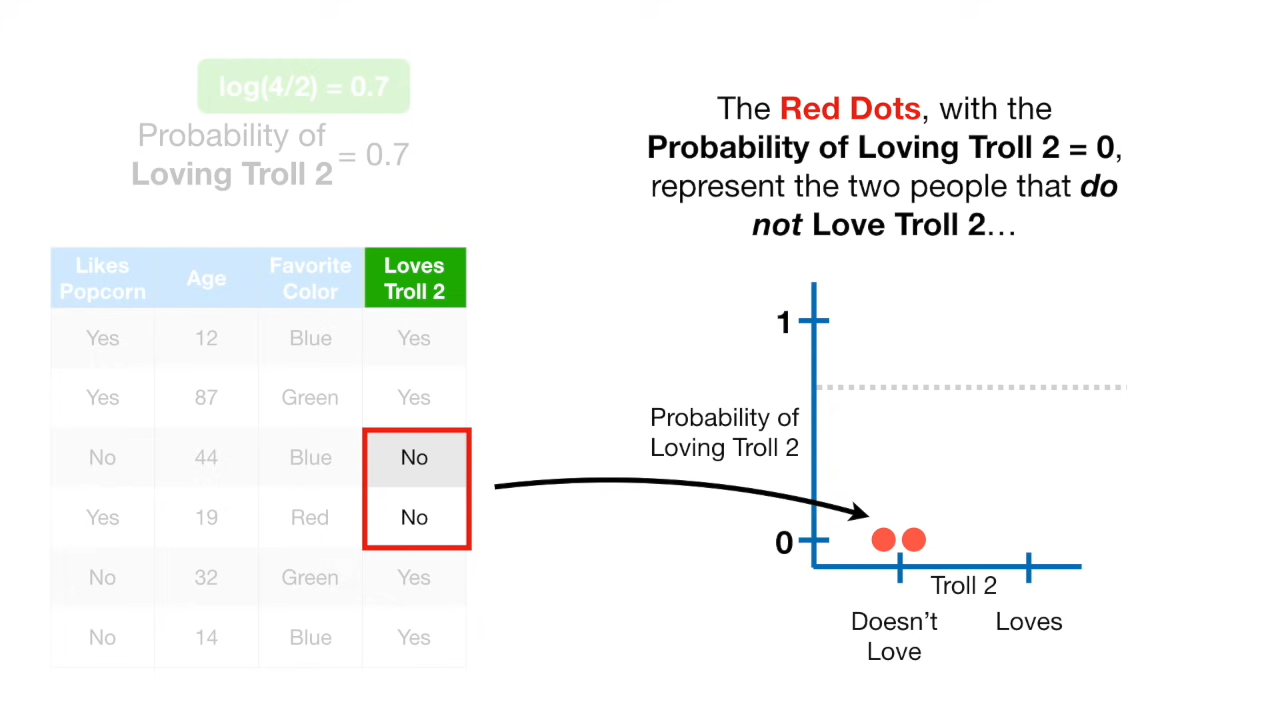 log(4/2) = 0.7
Probability of
Loving Troll 2 = 0.7
The Red Dots, with the
Probability of Loving Troll 2 = 0,
represent the two people that do
not Love Troll 2…
Likes Popcorn Age Favorite Color Loves Troll 2
Yes 12 Blue Yes
Yes 87 Green Yes
No 44 Blue No
Yes 19 Red No
No 32 Green Yes
No 14 Blue Yes
1
Probability of
Loving Troll 2
0
Troll 2
Doesn’t Loves
Love